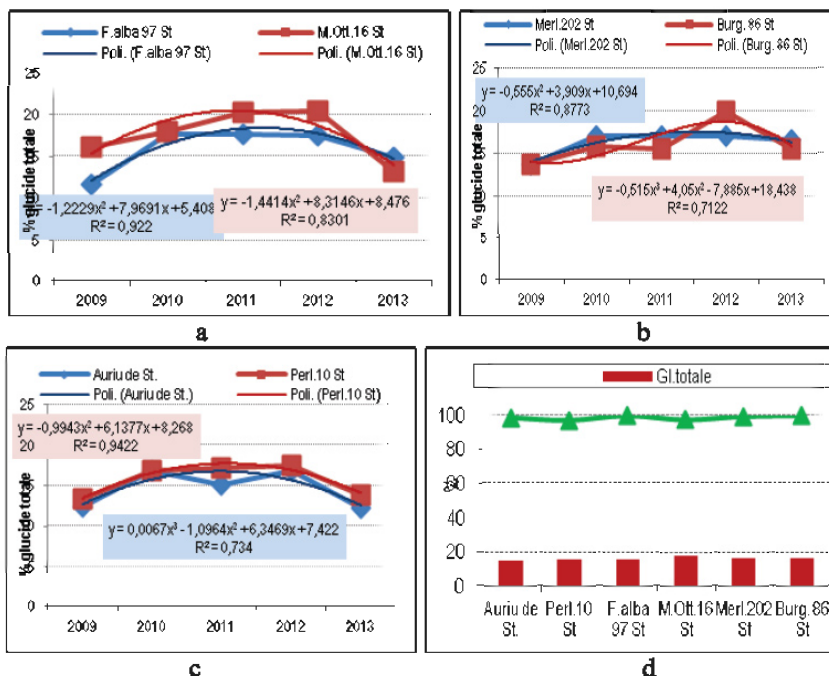 F.alba 97 St
M.Ott.16 St
Poli. (F.alba 97 St)
Poli. (M.Ott.16 St)
% glucide totale
25
20
15
5
0
-1,2229x² + 7,9691x + 5,408
R² = 0,922
y = -1,4414x² + 8,3146x + 8,476
R² = 0,8301
2009 2010 2011 2012 2013
a
Merl.202 St
Burg. 86 St
Poli. (Merl.202 St)
Poli. (Burg. 86 St)
% glucide totale
25
20
15
10
5
0
y = -0,555x² + 3,909x + 10,694
R² = 0,8773
-0,515x³ + 4,05x² - 7,885x + 18,438
R² = 0,7122
2009 2010 2011 2012 2013
b
Auriu de St.
Perl.10 St
Poli. (Auriu de St.)
Poli. (Perl.10 St)
% glucide totale
25
20
0
y = -0,9943x² + 6,1377x + 8,268
R² = 0,9422
y = 0,0067x³ - 1,0964x² + 6,3469x + 7,422
R² = 0,734
2009 2010 2011 2012 2013
c
Gl.totale
100
80
60
40
20
0
Auriu de Perl.10 F.alba M.Ott.16 Merl.202 Burg. 86
St. St 97 St St St St
d